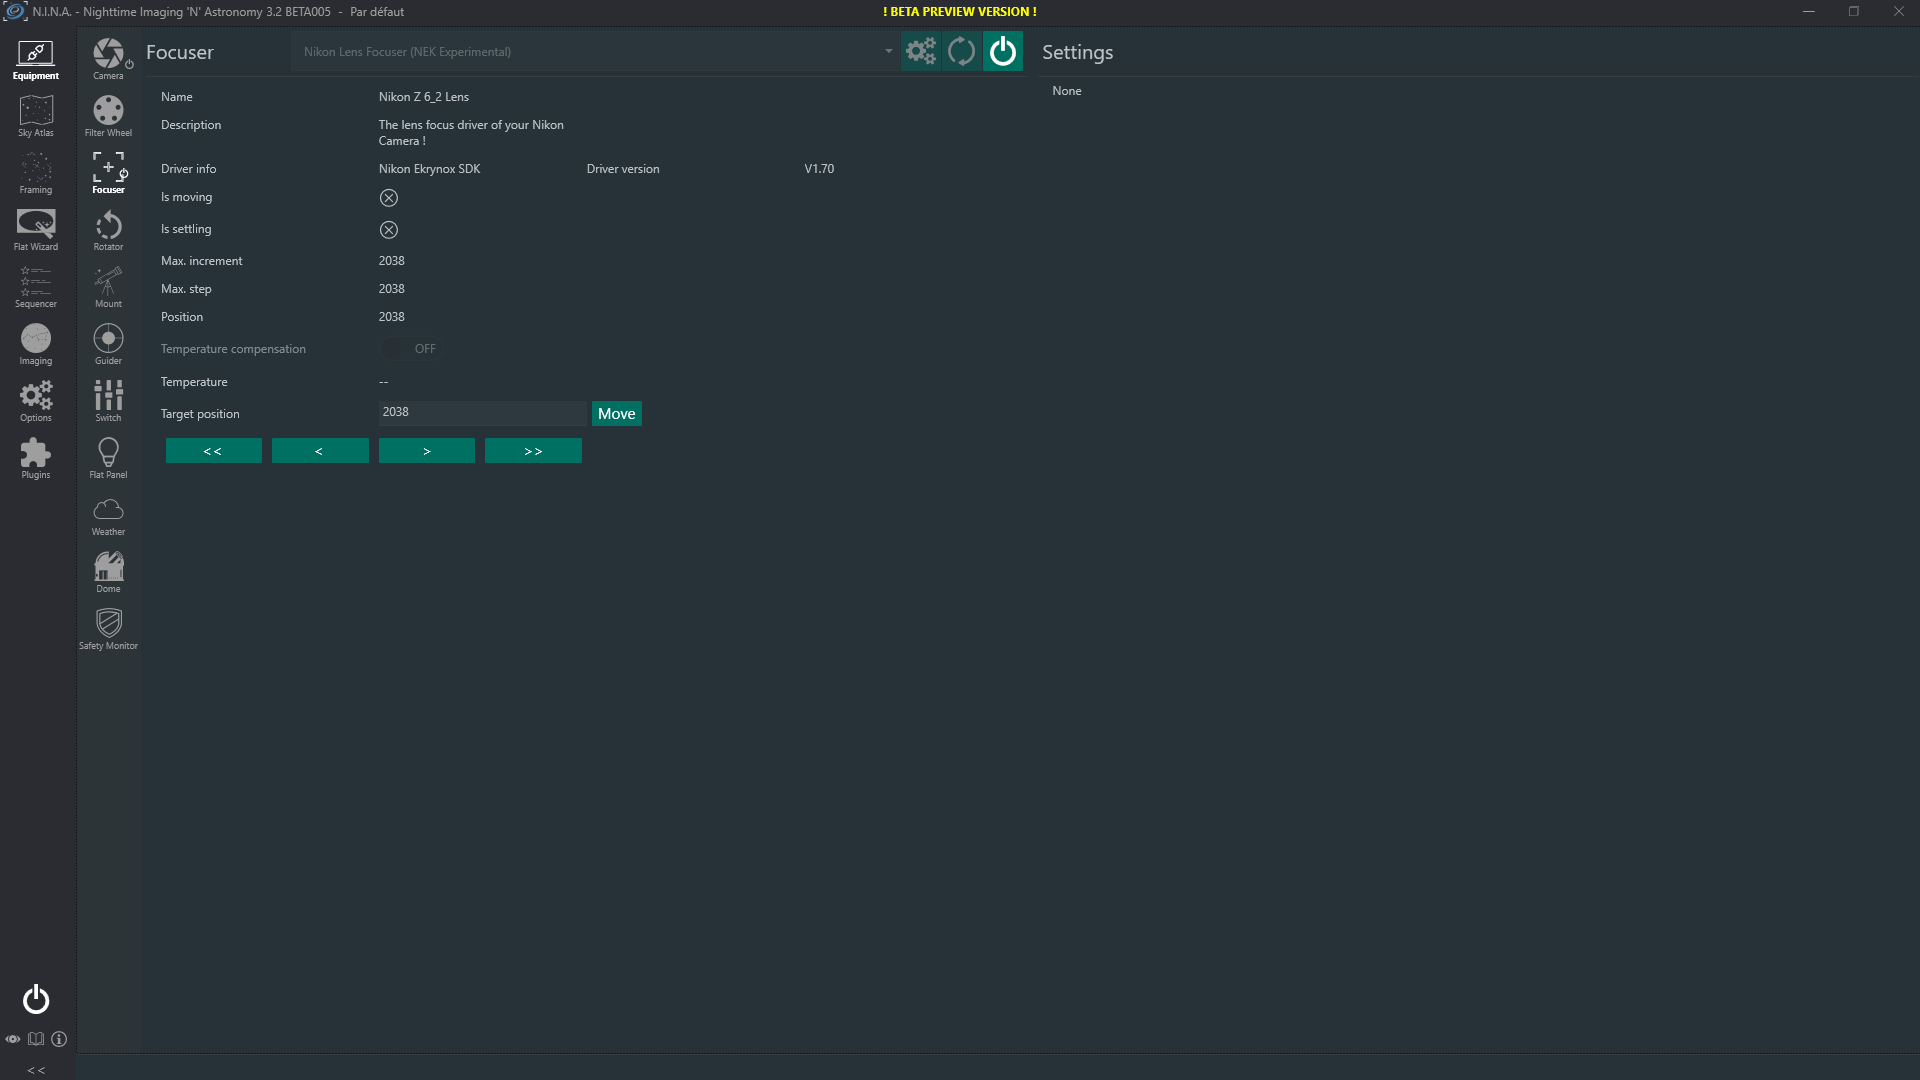 N.I.N.A. - Nighttime Imaging 'N' Astronomy 3.2 BETA005 - Par défaut
! BETA PREVIEW VERSION !
Equipment
Sky Atlas
Framing
Flat Wizard
Sequencer
Imaging
Options
Plugins
<<
Camera
Filter Wheel
Focuser
Rotator
Mount
Guider
Switch
Flat Panel
Weather
Dome
Safety Monitor
Focuser
Nikon Lens Focuser (NEK Experimental)
Name Nikon Z 6_2 Lens
Description The lens focus driver of your Nikon
Camera !
Driver info Nikon Ekrynox SDK Driver version V1.70
Is moving
Is settling
Max. increment 2038
Max. step 2038
Position 2038
Temperature compensation OFF
Temperature --
Target position 2038 Move
<< < > >>
Settings
None